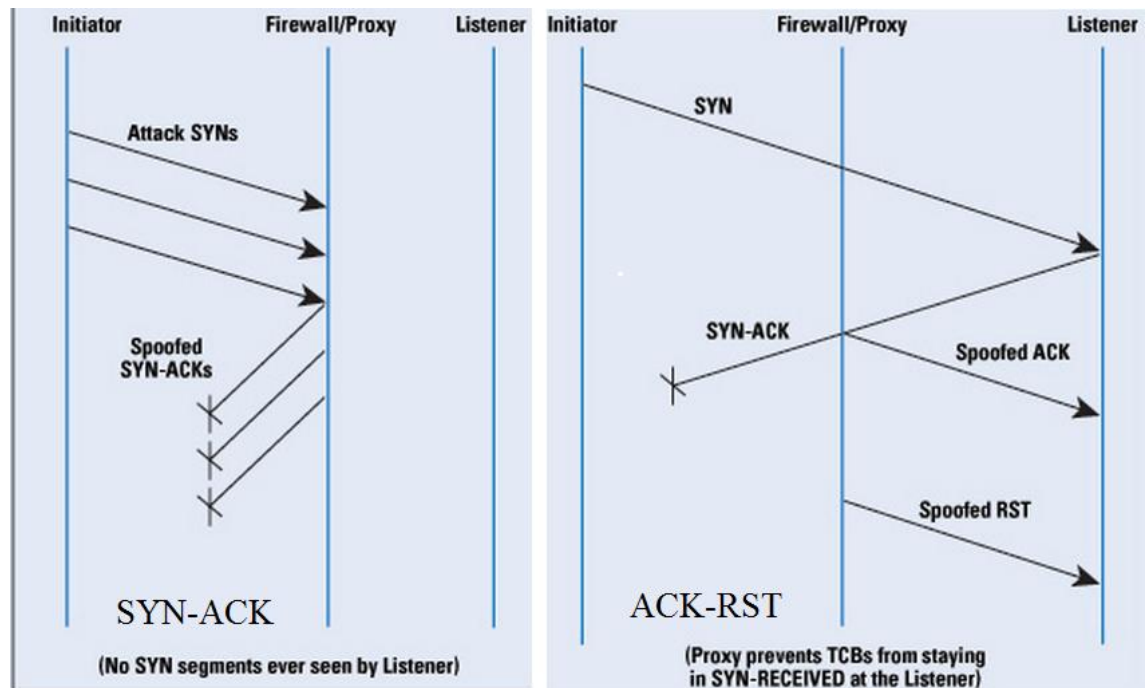 Initiator Firewall/Proxy Listener
Attack SYNs
Spoofed
SYN-ACKs
SYN-ACK
(No SYN segments ever seen by Listener)
Initiator Firewall/Proxy Listener
SYN
SYN-ACK
Spoofed ACK
Spoofed RST
ACK-RST
(Proxy prevents TCBs from staying
in SYN-RECEIVED at the Listener)